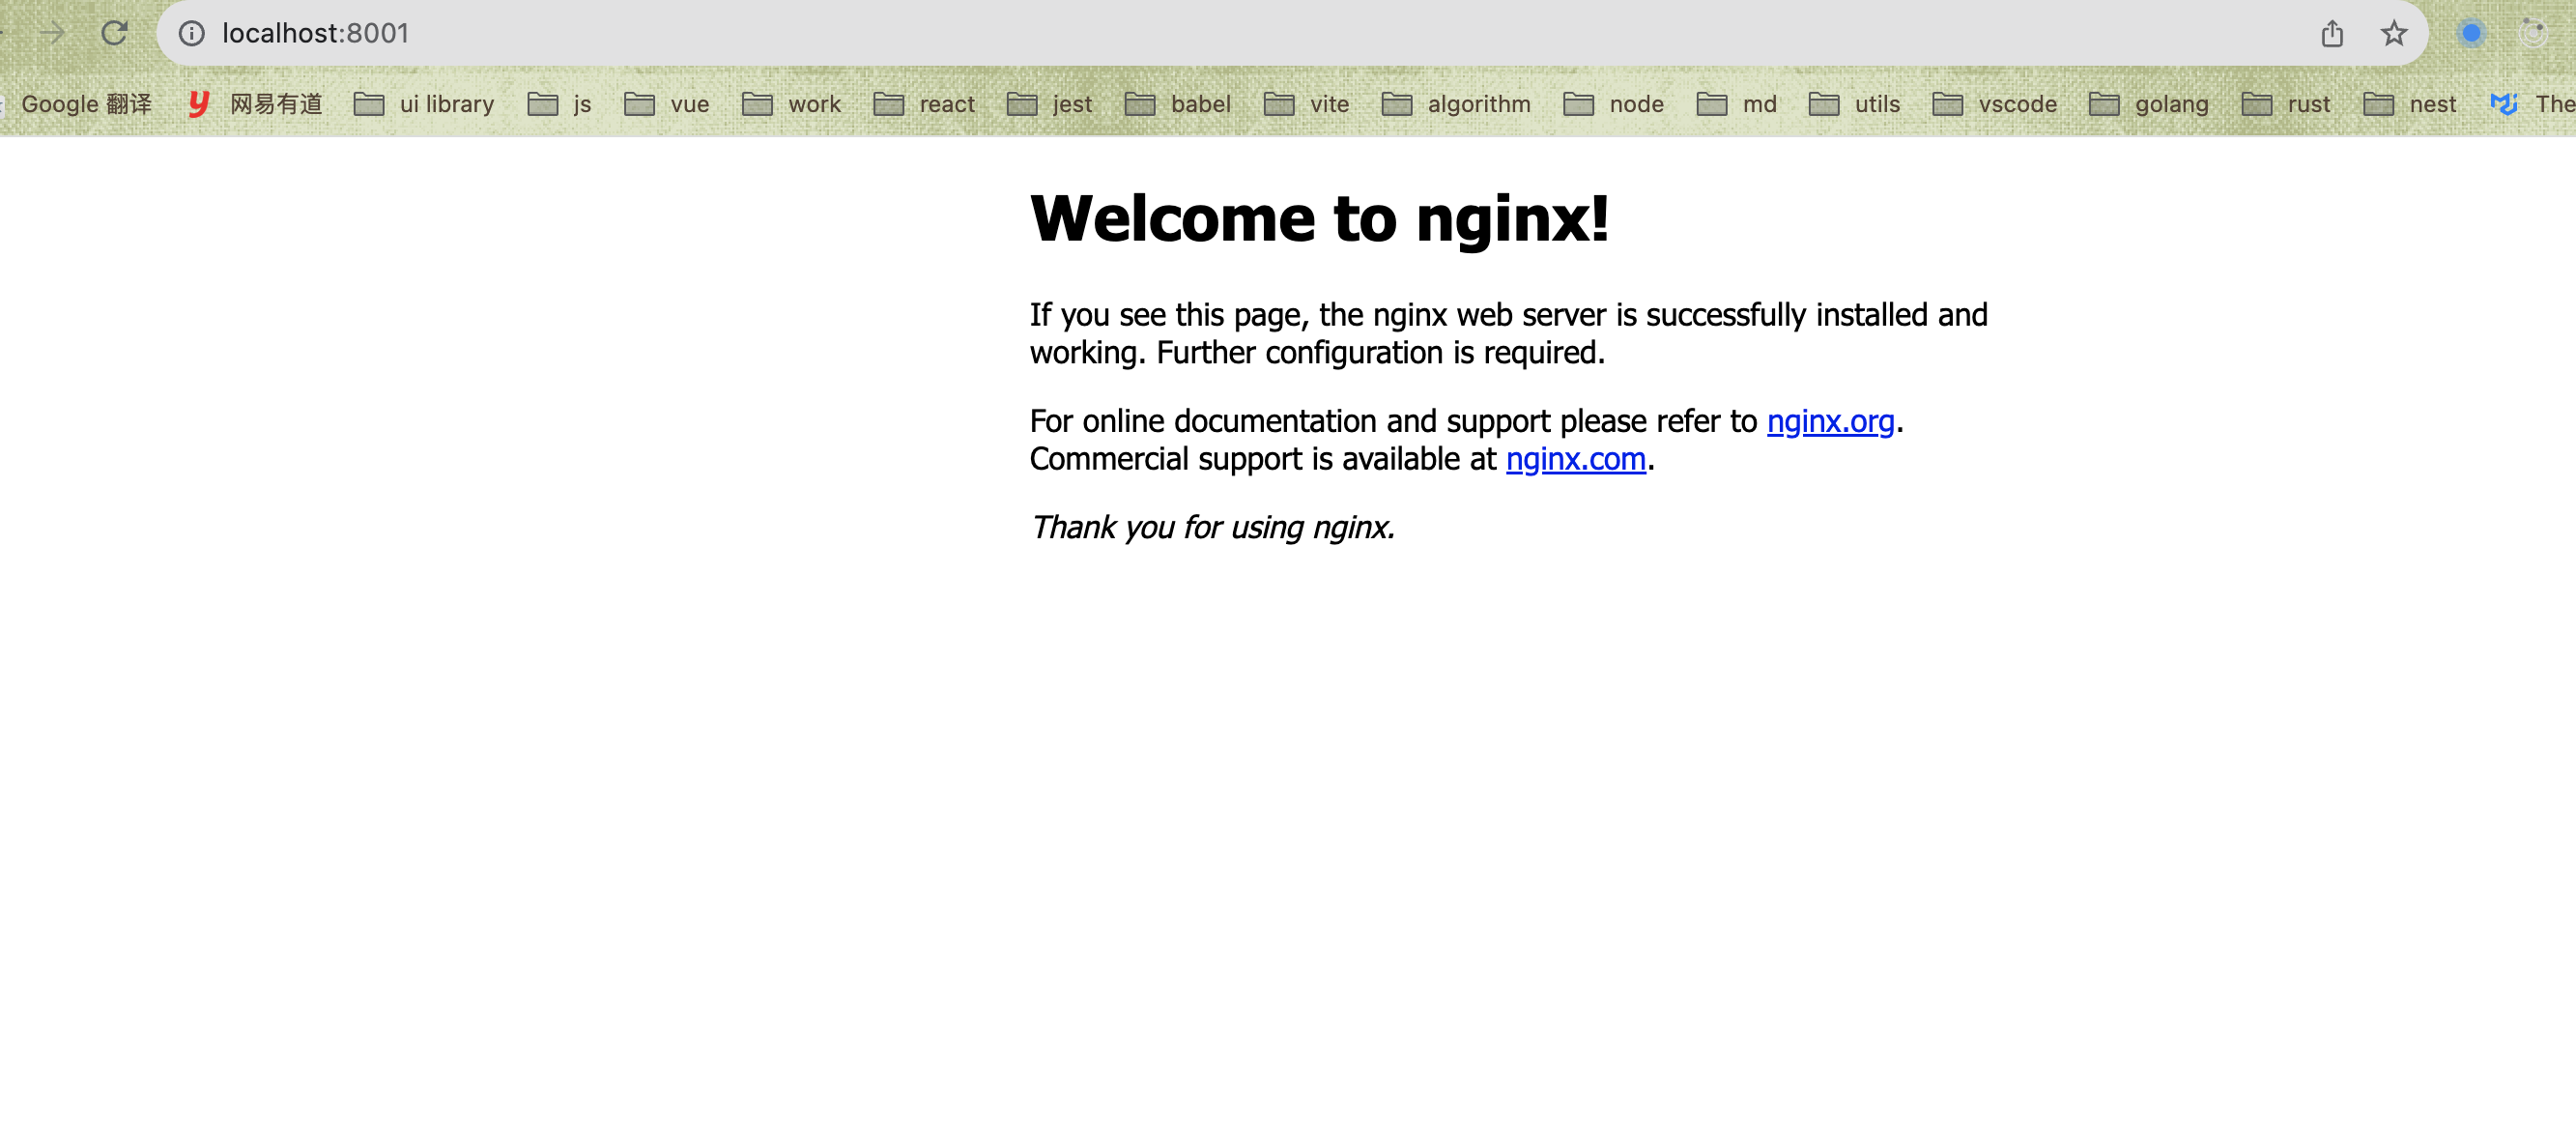 localhost:8001
Google 翻译 网易有道 ui library js vue work react jest babel vite algorithm node md utils vscode golang rust nest The
Welcome to nginx!
If you see this page, the nginx web server is successfully installed and
working. Further configuration is required.
For online documentation and support please refer to nginx.org.
Commercial support is available at nginx.com.
Thank you for using nginx.